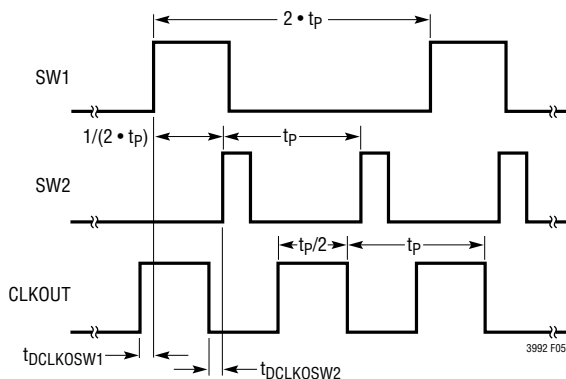 2 • tP
SW1
1/(2 • tP)
tP
SW2
tP/2
tP
CLKOUT
3992 F05
tDCLKOSW1
tDCLKOSW2